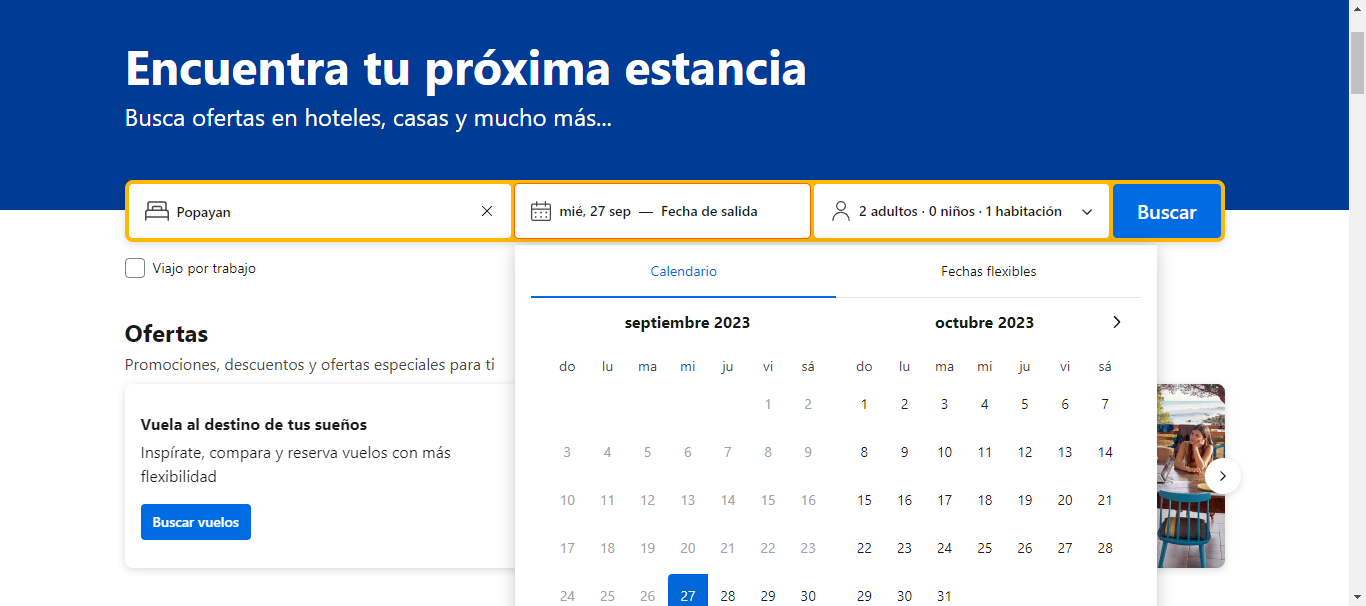 Encuentra tu próxima estancia
Busca ofertas en hoteles, casas y mucho más...
Popayan
mié, 27 sep — Fecha de salida
2 adultos · 0 niños · 1 habitación
Buscar
Viajo por trabajo
Calendario Fechas flexibles
septiembre 2023
do lu ma mi ju vi sá
1 2
3 4 5 6 7 8 9
10 11 12 13 14 15 16
17 18 19 20 21 22 23
24 25 26 27 28 29 30
octubre 2023
do lu ma mi ju vi sá
1 2 3 4 5 6 7
8 9 10 11 12 13 14
15 16 17 18 19 20 21
22 23 24 25 26 27 28
29 30 31
Ofertas
Promociones, descuentos y ofertas especiales para ti
Vuela al destino de tus sueños
Inspírate, compara y reserva vuelos con más
flexibilidad
Buscar vuelos